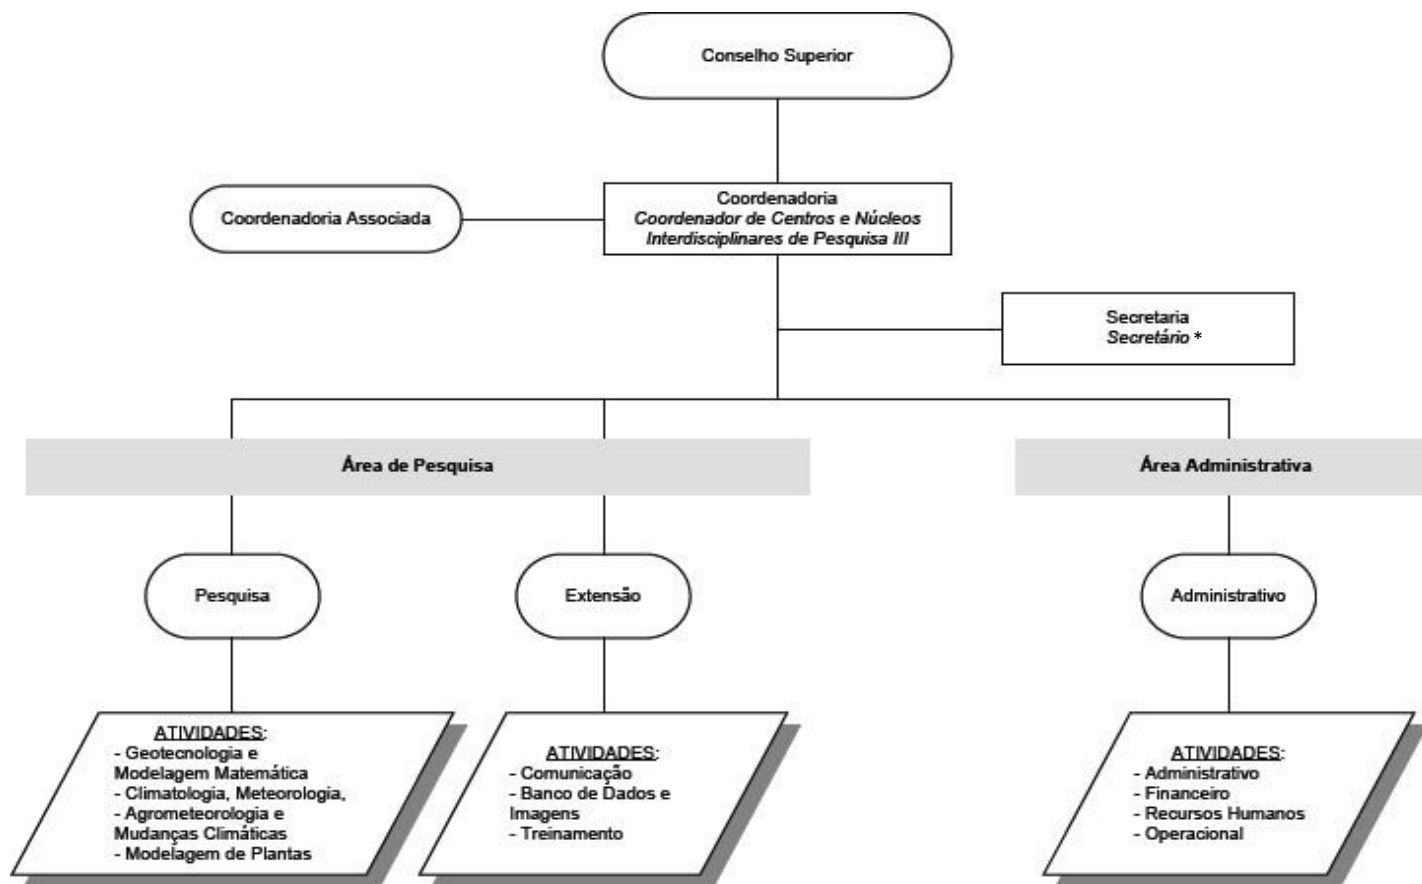 Conselho Superior
Coordenadoria Associada
Coordenadoria
Coordenador de Centros e Núcleos
Interdisciplinares de Pesquisa III
Secretaria
Secretário *
Área de Pesquisa
Área Administrativa
Pesquisa
Extensão
Administrativo
ATIVIDADES:
- Geotecnologia e
Modelagem Matemática
- Climatologia, Meteorologia,
- Agrometeorologia e
Mudanças Climáticas
- Modelagem de Plantas
ATIVIDADES:
- Comunicação
- Banco de Dados e
Imagens
- Treinamento
ATIVIDADES:
- Administrativo
- Financeiro
- Recursos Humanos
- Operacional